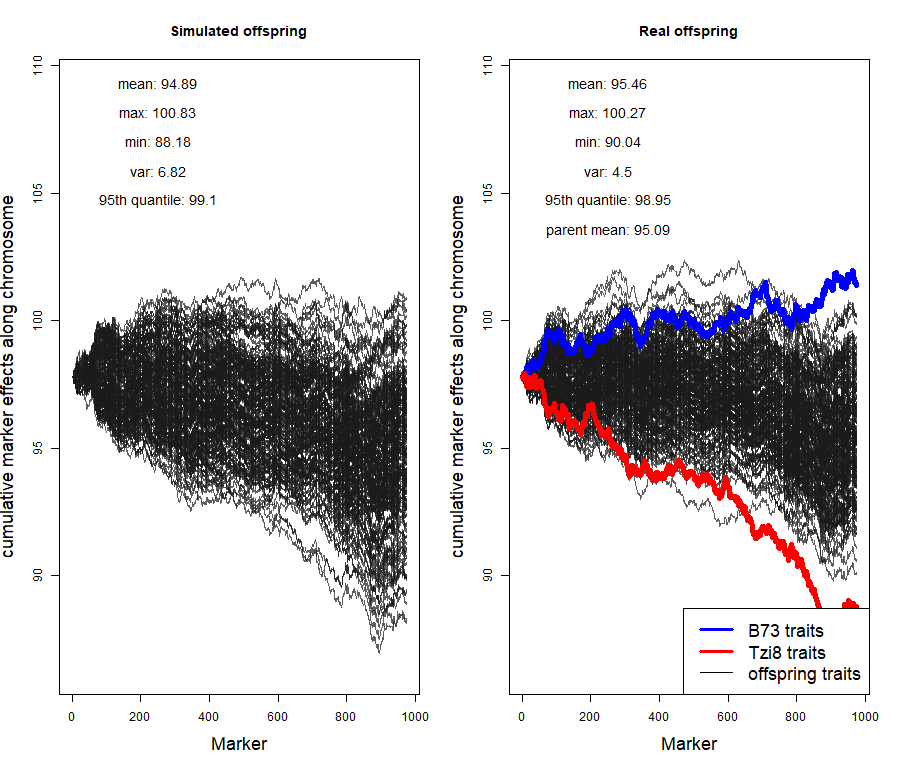 Simulated offspring
cumulative marker effects along chromosome
110
105
100
95
90
mean: 94.89
max: 100.83
min: 88.18
var: 6.82
95th quantile: 99.1
0 200 400 600 800 1000
Marker
Real offspring
cumulative marker effects along chromosome
110
105
100
95
90
mean: 95.46
max: 100.27
min: 90.04
var: 4.5
95th quantile: 98.95
parent mean: 95.09
B73 traits
Tzi8 traits
offspring traits
0 200 400 600 800 1000
Marker